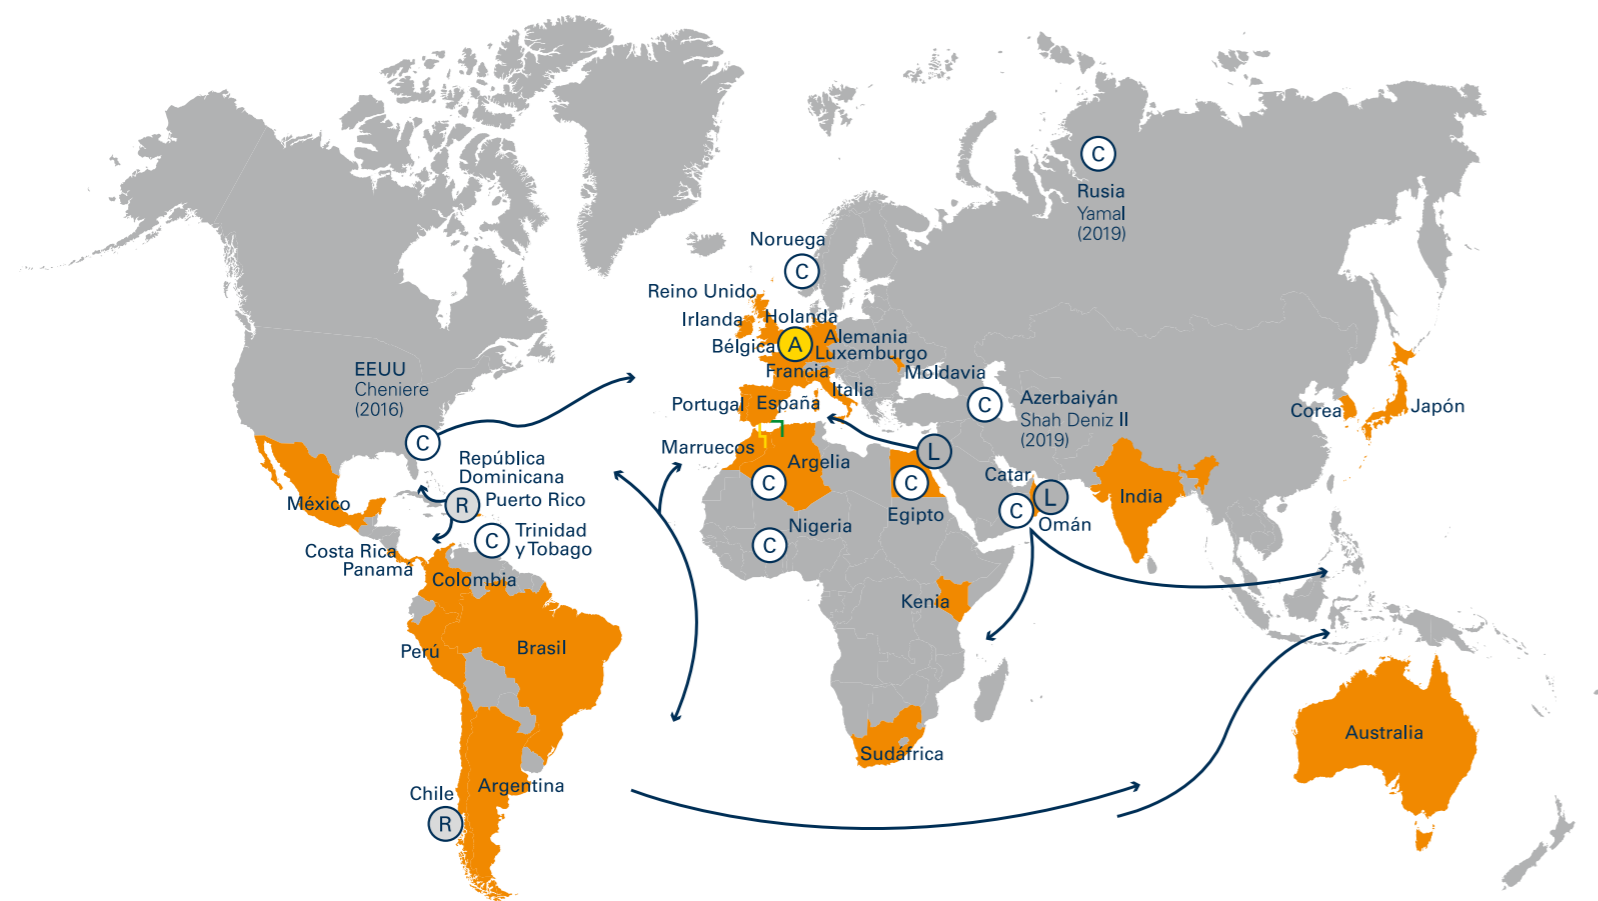 C
Rusia
Yamal
(2019)
Noruega
C
Reino Unido
Irlanda
Holanda
Bélgica
A
Alemania
Luxemburgo
Francia
Moldavia
Italia
Portugal
España
EEUU
Cheniere
(2016)
C
C
Azerbaiyán
Shah Deniz II
(2019)
Corea
Japón
Marruecos
Argelia
C
L
C
Egipto
Catar
C
L
Omán
India
República
Dominicana
R
Puerto Rico
México
C
Trinidad
y Tobago
Nigeria
C
Costa Rica
Panamá
Colombia
Kenia
Perú
Brasil
Sudáfrica
Australia
Argentina
Chile
R